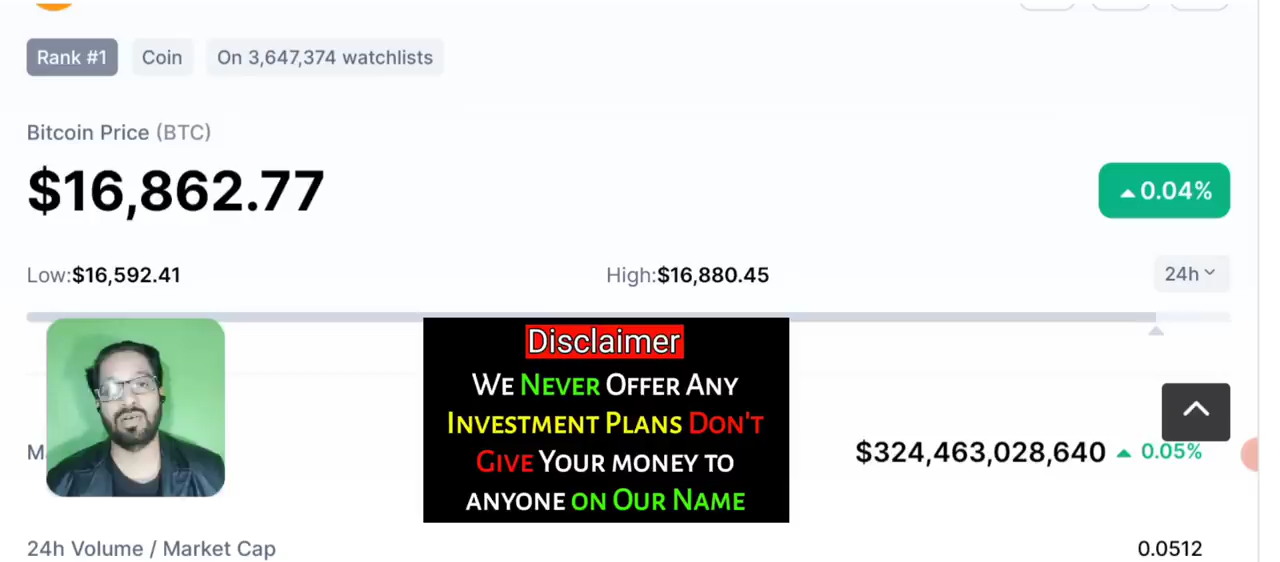 Rank #1 Coin On 3,647,374 watchlists
Bitcoin Price (BTC)
$16,862.77 0.04%
Low:$16,592.41 High:$16,880.45 24h
Disclaimer
We Never Offer Any
Investment Plans Don't
Give Your money to
anyone on Our Name
$324,463,028,640 0.05%
24h Volume / Market Cap 0.0512